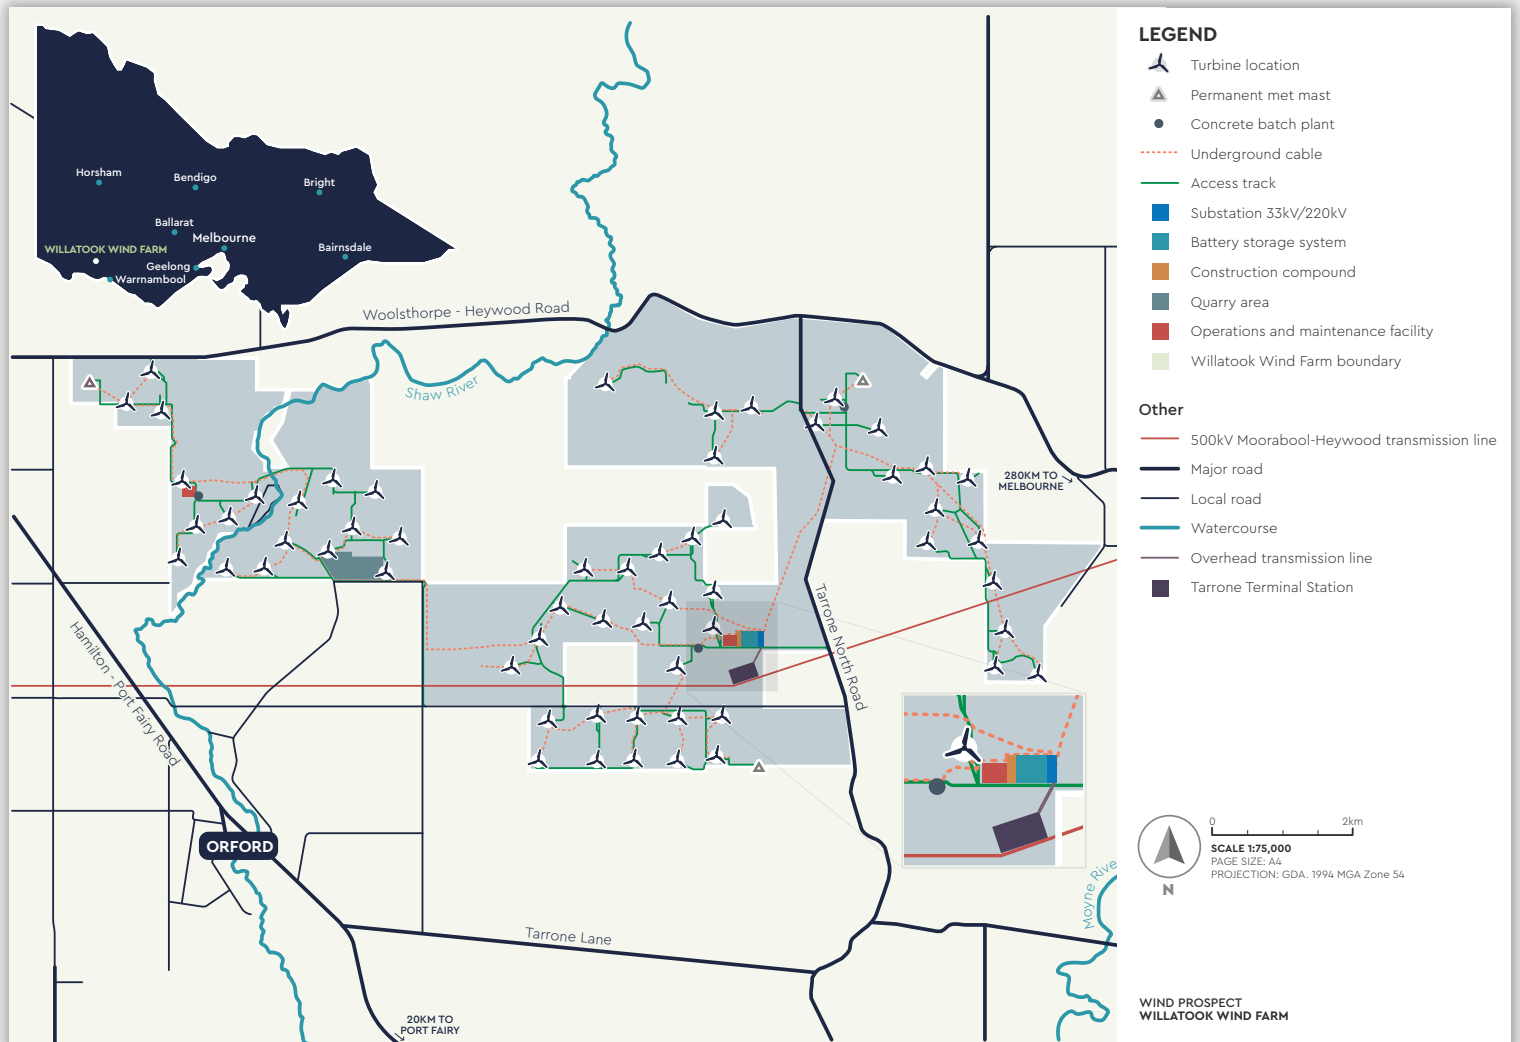 Horsham
Bendigo
Bright
Ballarat
Melbourne
WILLATOOK WIND FARM
Bairnsdale
Geelong
Warrnambool
Woolsthorpe - Heywood Road
Shaw River
280KM TO
MELBOURNE
Tarrone North Road
Hamilton - Port Fairy Road
ORFORD
Tarrone Lane
20KM TO
PORT FAIRY
Moyne Rive
LEGEND
Turbine location
Permanent met mast
Concrete batch plant
Underground cable
Access track
Substation 33kV/220kV
Battery storage system
Construction compound
Quarry area
Operations and maintenance facility
Willatook Wind Farm boundary
Other
500kV Moorabool-Heywood transmission line
Major road
Local road
Watercourse
Overhead transmission line
Tarrone Terminal Station
0 2km
SCALE 1:75,000
PAGE SIZE: A4
PROJECTION: GDA. 1994 MGA Zone 54
N
WIND PROSPECT
WILLATOOK WIND FARM